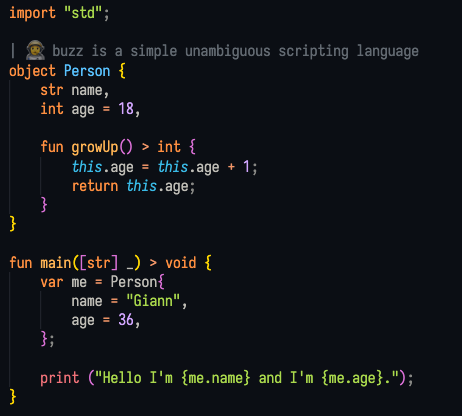 import "std";
| 👨‍🚀 buzz is a simple unambiguous scripting language
object Person {
    str name,
    int age = 18,
    fun growUp() > int {
        this.age = this.age + 1;
        return this.age;
    }
}
fun main([str] _) > void {
    var me = Person{
        name = "Giann",
        age = 36,
    };
    print ("Hello I'm {me.name} and I'm {me.age}.");
}